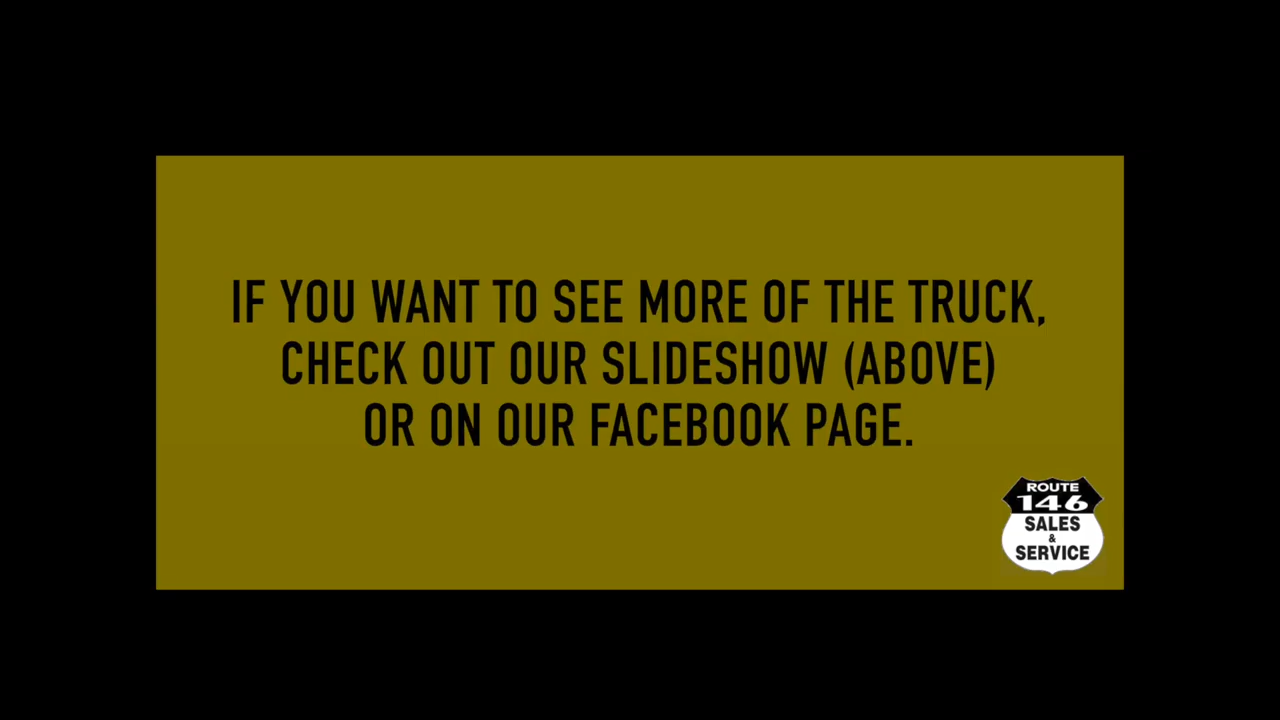 IF YOU WANT TO SEE MORE OF THE TRUCK,
CHECK OUT OUR SLIDESHOW (ABOVE)
OR ON OUR FACEBOOK PAGE.
ROUTE
146
SALES
&
SERVICE